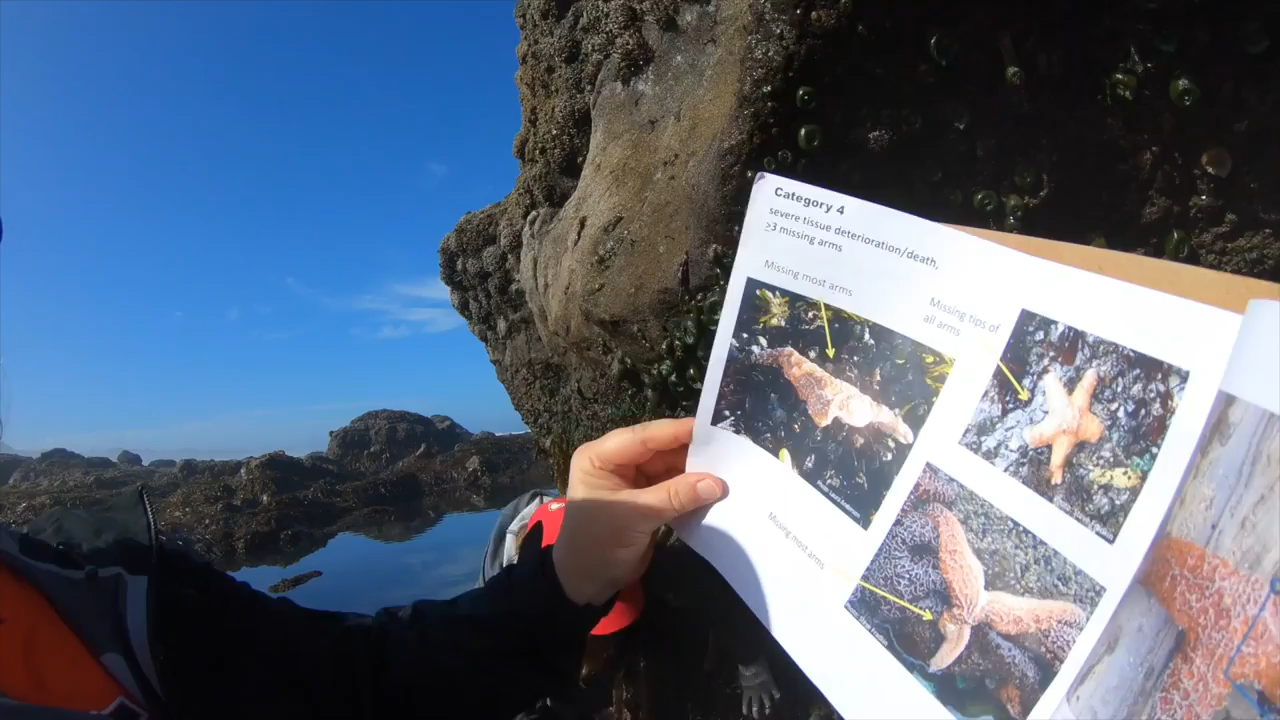 Category 4
severe tissue deterioration/death,
≥3 missing arms
Missing most arms
Missing tips of
all arms
Missing most arms